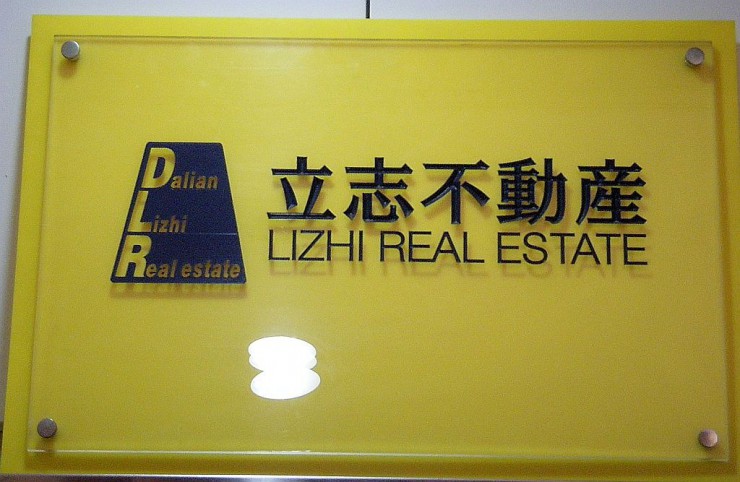 Dalian
Lizhi
Real estate
立志不動産
LIZHI REAL ESTATE